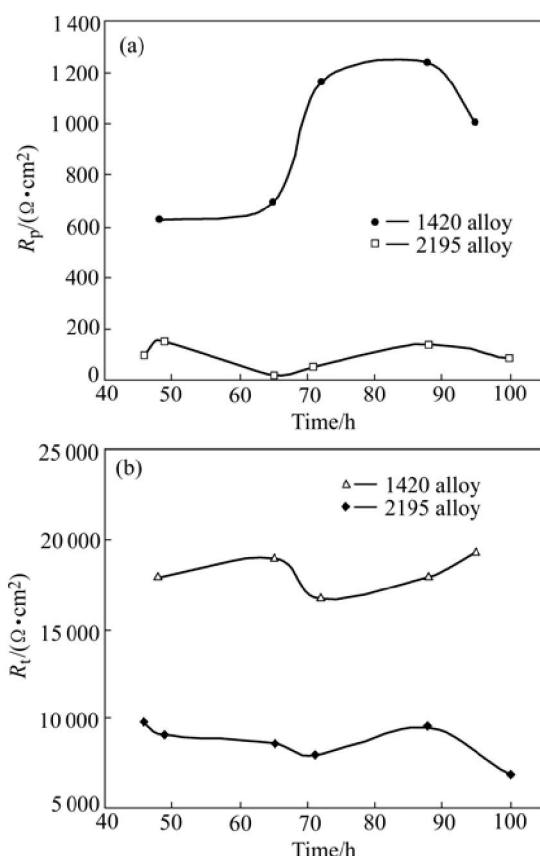 1 400
(a)
1 200
1 000
800
600
400
200
0
Rp/(Ω•cm²)
1420 alloy
2195 alloy
40 50 60 70 80 90 100
Time/h
25 000
(b)
20 000
15 000
10 000
5 000
Rt/(Ω•cm²)
1420 alloy
2195 alloy
40 50 60 70 80 90 100
Time/h